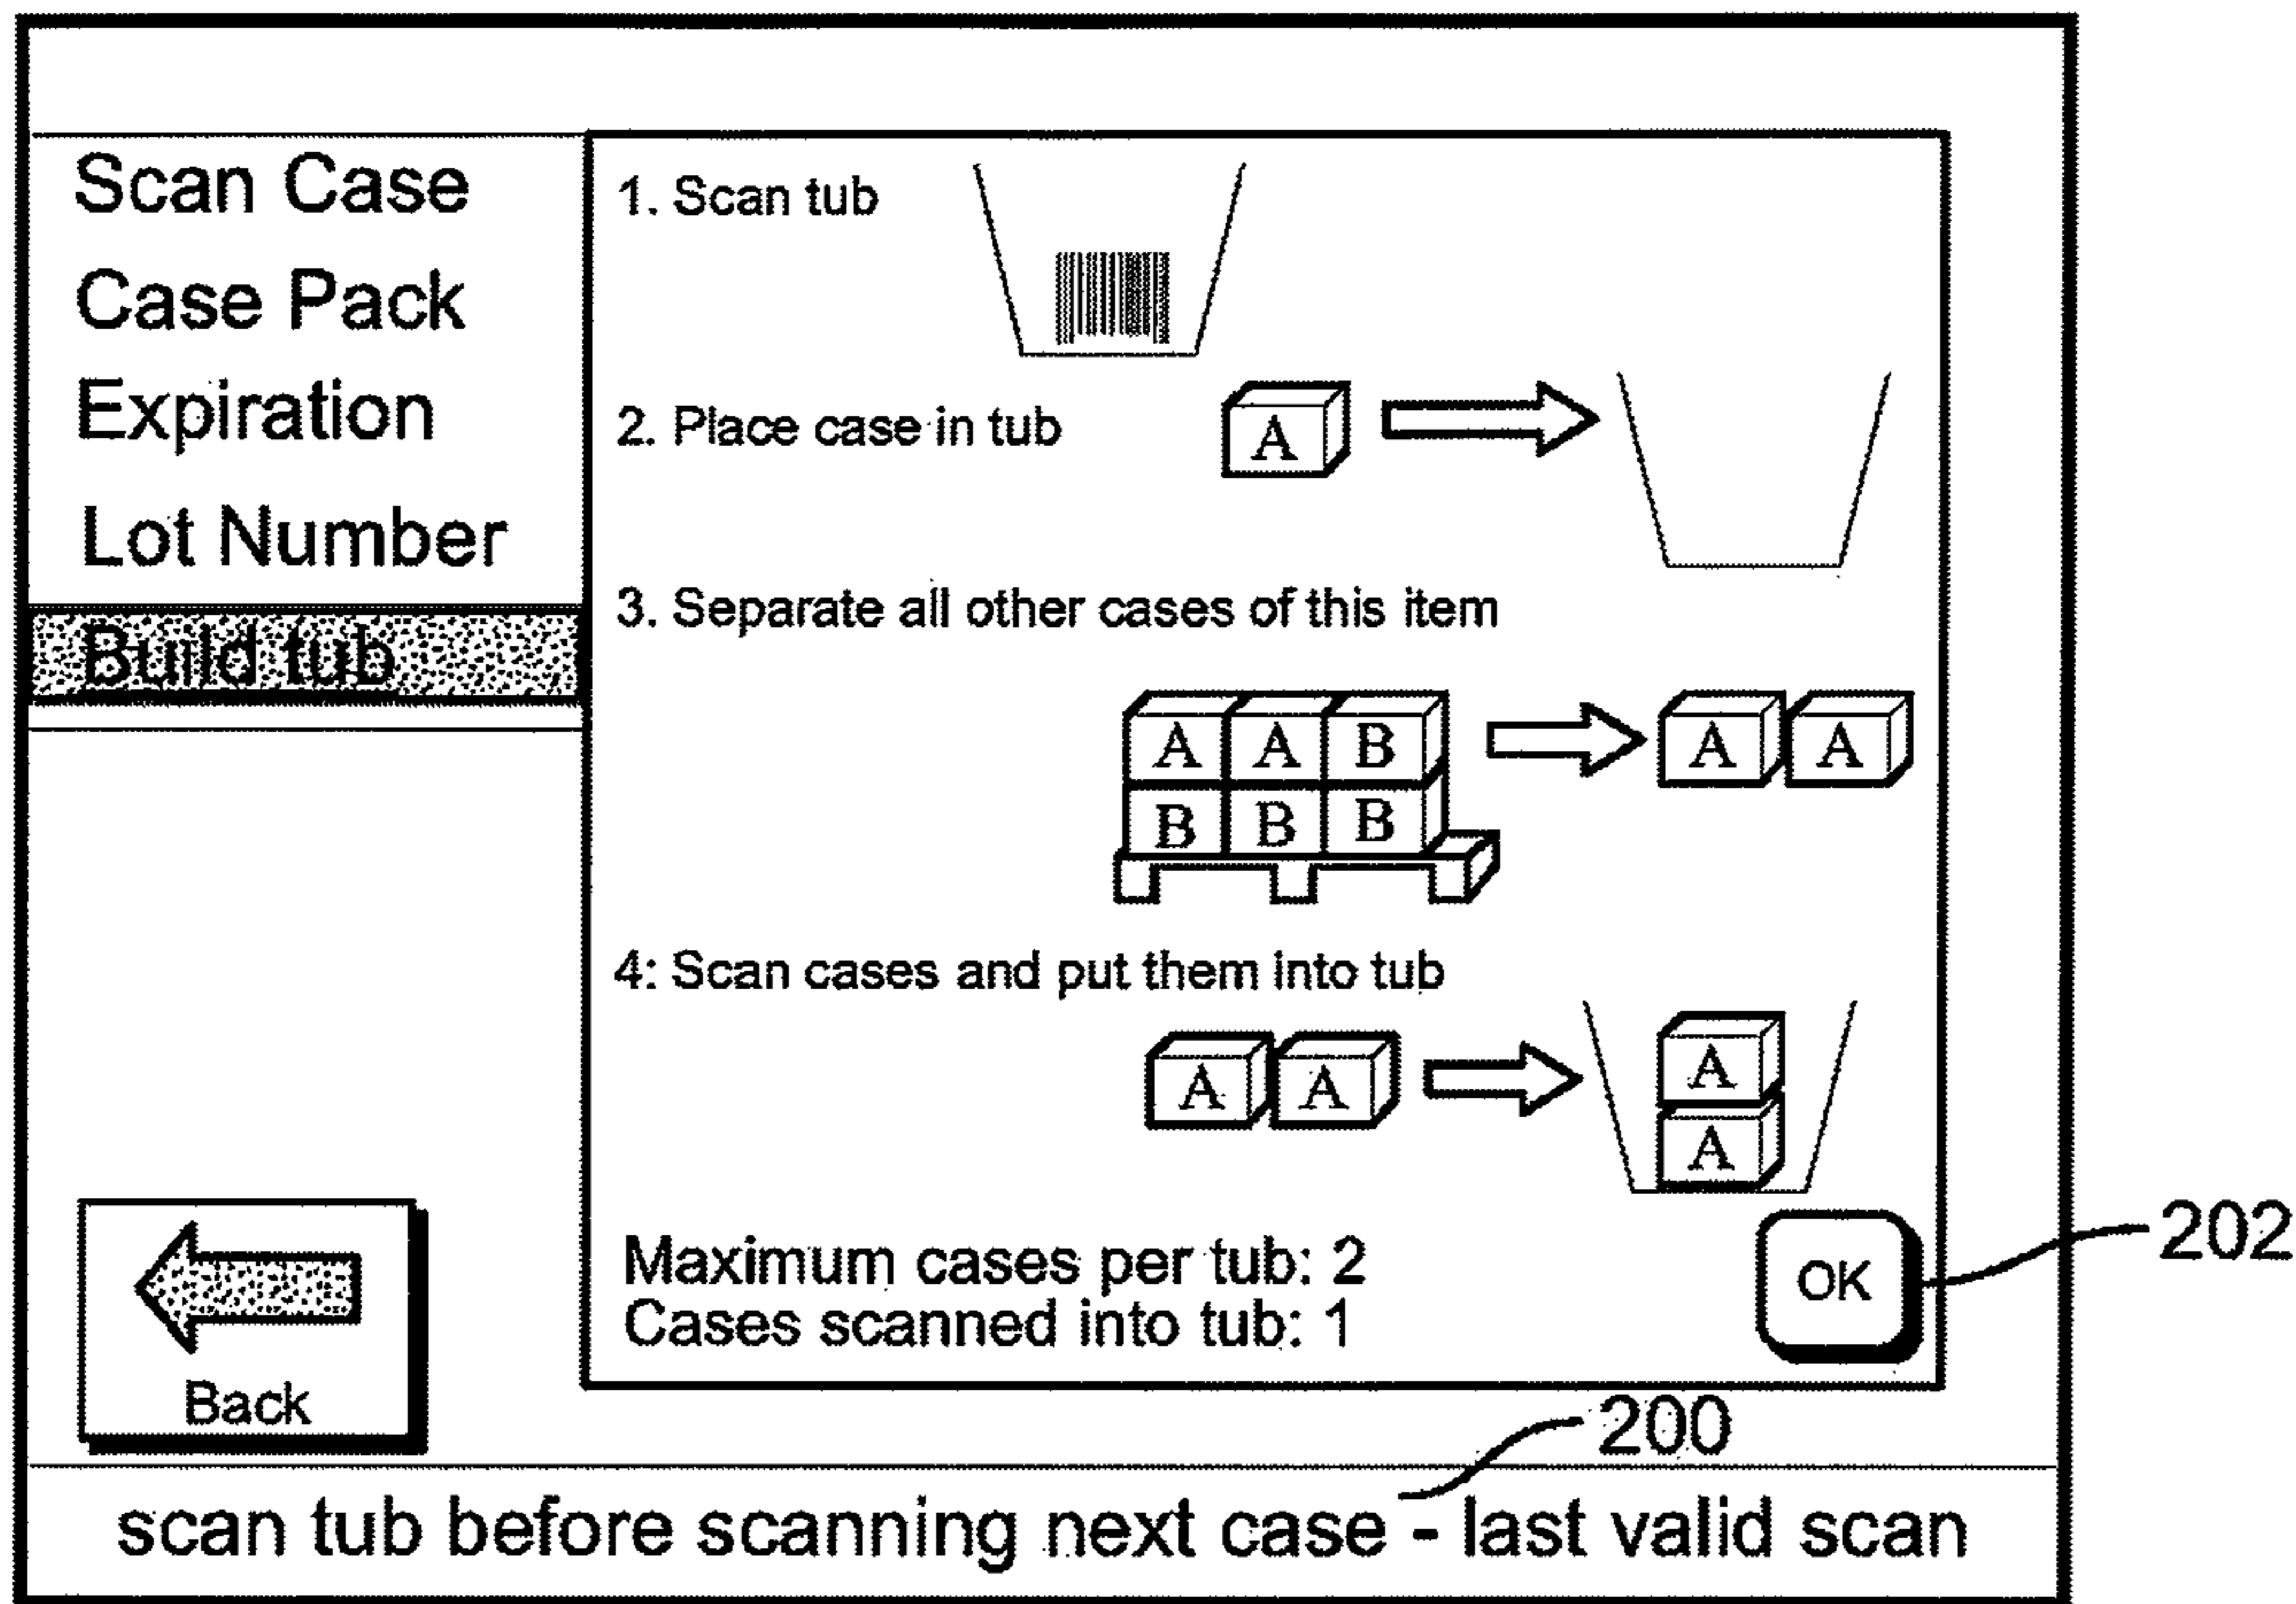 Scan Case
Case Pack
Expiration
Lot Number
Build tub
1. Scan tub
2. Place case in tub
A
3. Separate all other cases of this item
A A B
B B B
A A
4: Scan cases and put them into tub
A A
A
A
Maximum cases per tub: 2
Cases scanned into tub: 1
OK
202
Back
200
scan tub before scanning next case - last valid scan